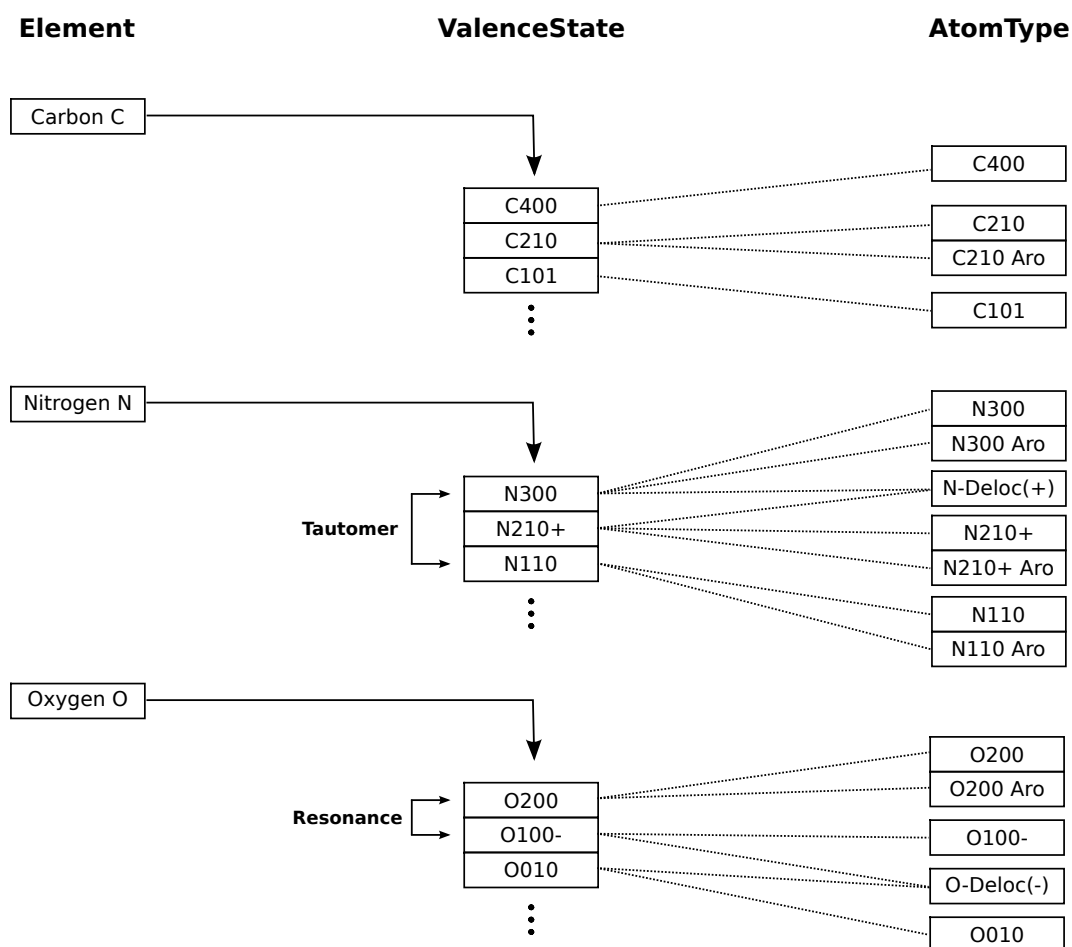 Element ValenceState AtomType
Carbon C
C400
C210
C101
C400
C210
C210 Aro
C101
Nitrogen N
Tautomer
N300
N210+
N110
N300
N300 Aro
N-Deloc(+)
N210+
N210+ Aro
N110
N110 Aro
Oxygen O
Resonance
O200
O100-
O010
O200
O200 Aro
O100-
O-Deloc(-)
O010